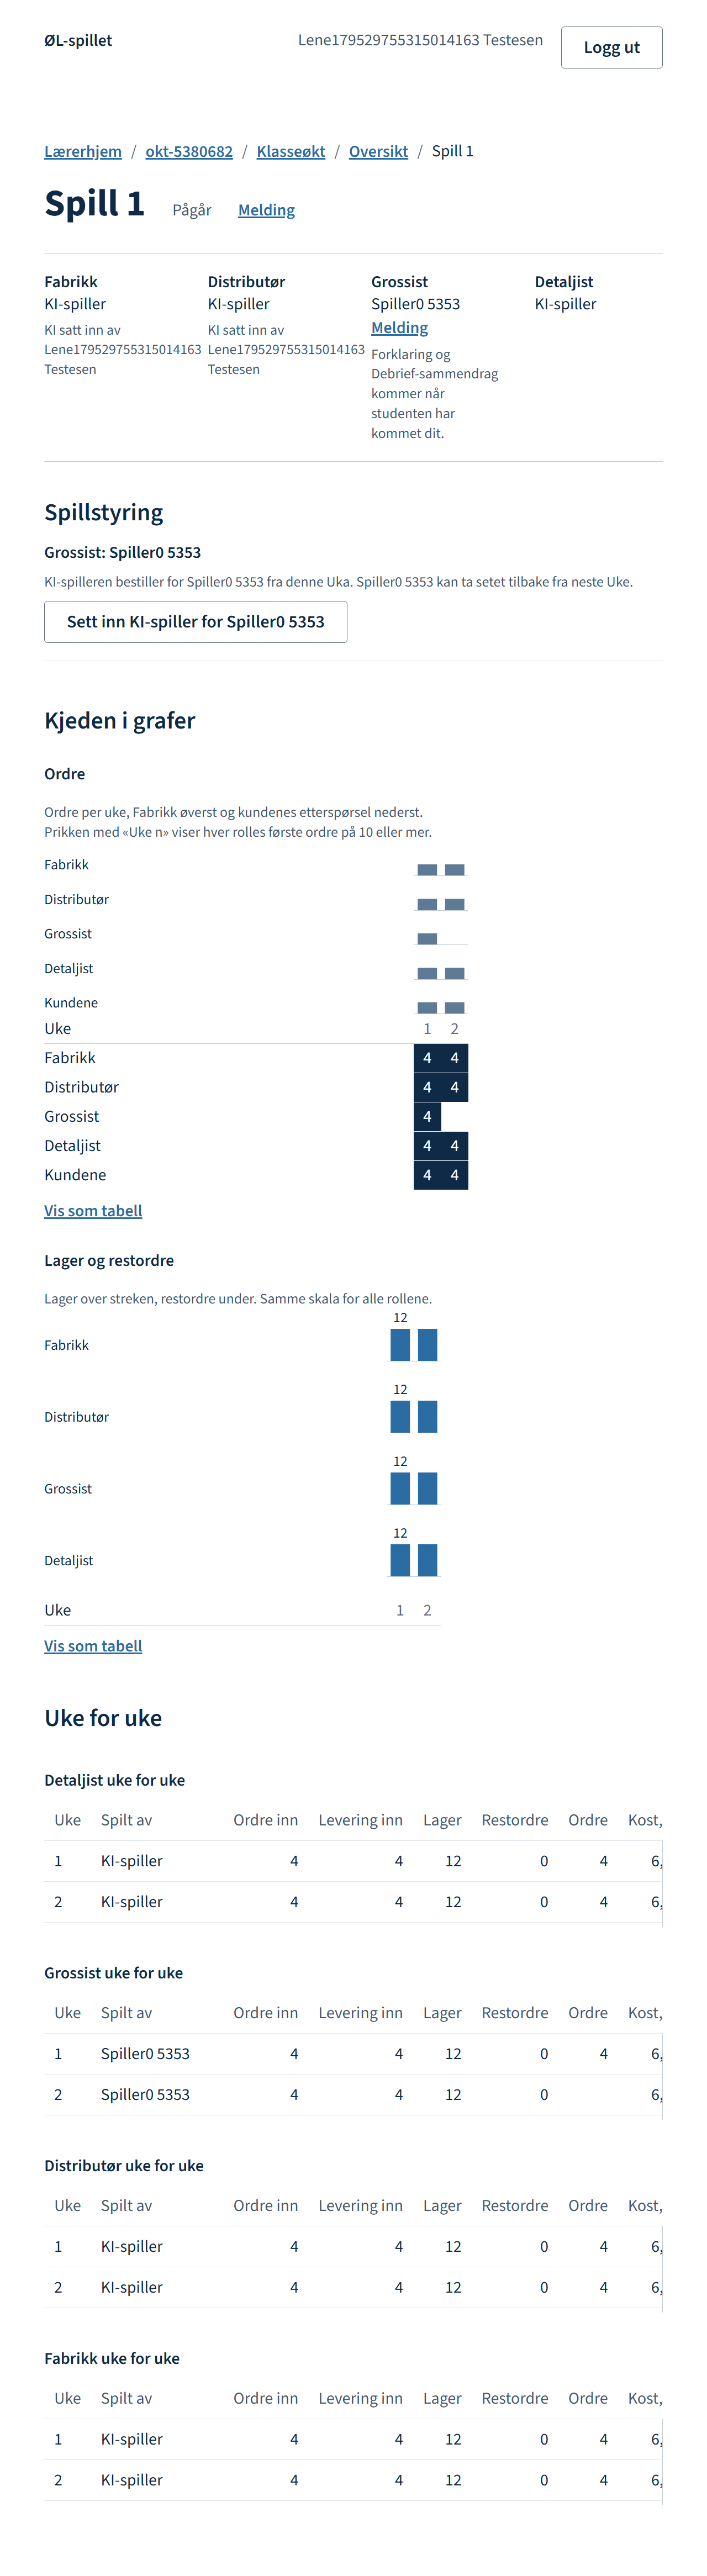 ØL-spillet
Lene179529755315014163 Testesen
Logg ut
Lærerhjem / okt-5380682 / Klasseøkt / Oversikt / Spill 1
Spill 1 Pågår Melding
Fabrikk
KI-spiller
KI satt inn av
Lene179529755315014163
Testesen
Distributør
KI-spiller
KI satt inn av
Lene179529755315014163
Testesen
Grossist
Spiller0 5353
Melding
Forklaring og
Debrief-sammendrag
kommer når
studenten har
kommet dit.
Detaljist
KI-spiller
Spillstyring
Grossist: Spiller0 5353
KI-spilleren bestiller for Spiller0 5353 fra denne Uka. Spiller0 5353 kan ta setet tilbake fra neste Uke.
Sett inn KI-spiller for Spiller0 5353
Kjeden i grafer
Ordre
Ordre per uke, Fabrikk øverst og kundenes etterspørsel nederst.
Prikken med «Uke n» viser hver rolles første ordre på 10 eller mer.
Fabrikk
Distributør
Grossist
Detaljist
Kundene
Uke 1 2
Fabrikk 4 4
Distributør 4 4
Grossist 4
Detaljist 4 4
Kundene 4 4
Vis som tabell
Lager og restordre
Lager over streken, restordre under. Samme skala for alle rollene.
12
Fabrikk
12
Distributør
12
Grossist
12
Detaljist
Uke 1 2
Vis som tabell
Uke for uke
Detaljist uke for uke
Uke Spilt av Ordre inn Levering inn Lager Restordre Ordre Kost,
1 KI-spiller 4 4 12 0 4 6,
2 KI-spiller 4 4 12 0 4 6,
Grossist uke for uke
Uke Spilt av Ordre inn Levering inn Lager Restordre Ordre Kost,
1 Spiller0 5353 4 4 12 0 4 6,
2 Spiller0 5353 4 4 12 0 6,
Distributør uke for uke
Uke Spilt av Ordre inn Levering inn Lager Restordre Ordre Kost,
1 KI-spiller 4 4 12 0 4 6,
2 KI-spiller 4 4 12 0 4 6,
Fabrikk uke for uke
Uke Spilt av Ordre inn Levering inn Lager Restordre Ordre Kost,
1 KI-spiller 4 4 12 0 4 6,
2 KI-spiller 4 4 12 0 4 6,